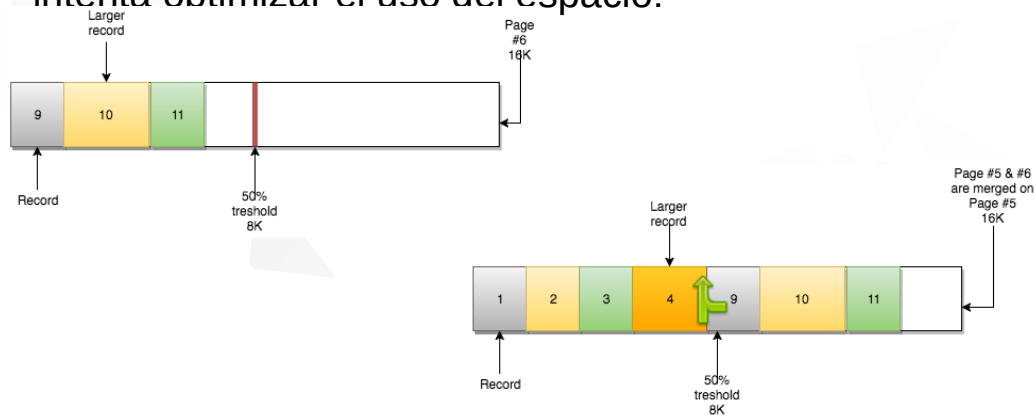 intenta optimizar el uso del espacio.
Larger
record
Page
#6
16K
9
10
11
Record
50%
treshold
8K
Page #5 & #6
are merged on
Page #5
16K
Larger
record
1
2
3
4
9
10
11
Record
50%
treshold
8K